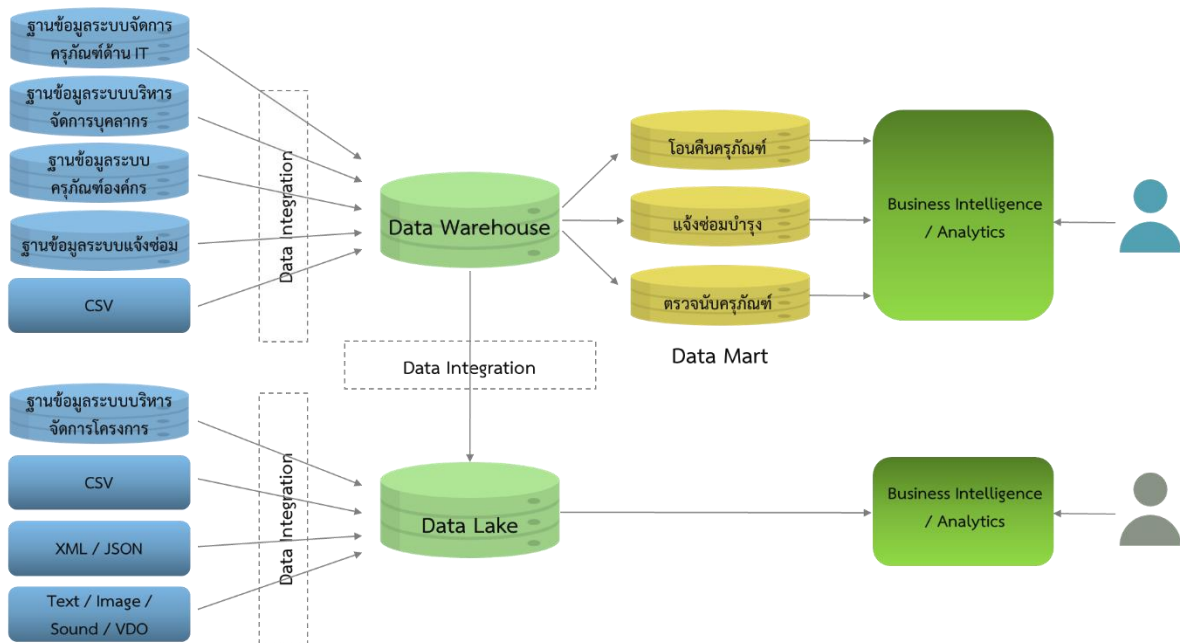 ฐานข้อมูลระบบจัดการ
ครุภัณฑ์ด้าน IT
ฐานข้อมูลระบบบริหาร
จัดการบุคลากร
ฐานข้อมูลระบบ
ครุภัณฑ์องค์กร
ฐานข้อมูลระบบแจ้งซ่อม
CSV
Data Integration
Data Warehouse
โอนคืนครุภัณฑ์
แจ้งซ่อมบำรุง
ตรวจนับครุภัณฑ์
Data Mart
Business Intelligence
/ Analytics
Data Integration
ฐานข้อมูลระบบบริหาร
จัดการโครงการ
CSV
XML / JSON
Text / Image /
Sound / VDO
Data Integration
Data Lake
Business Intelligence
/ Analytics